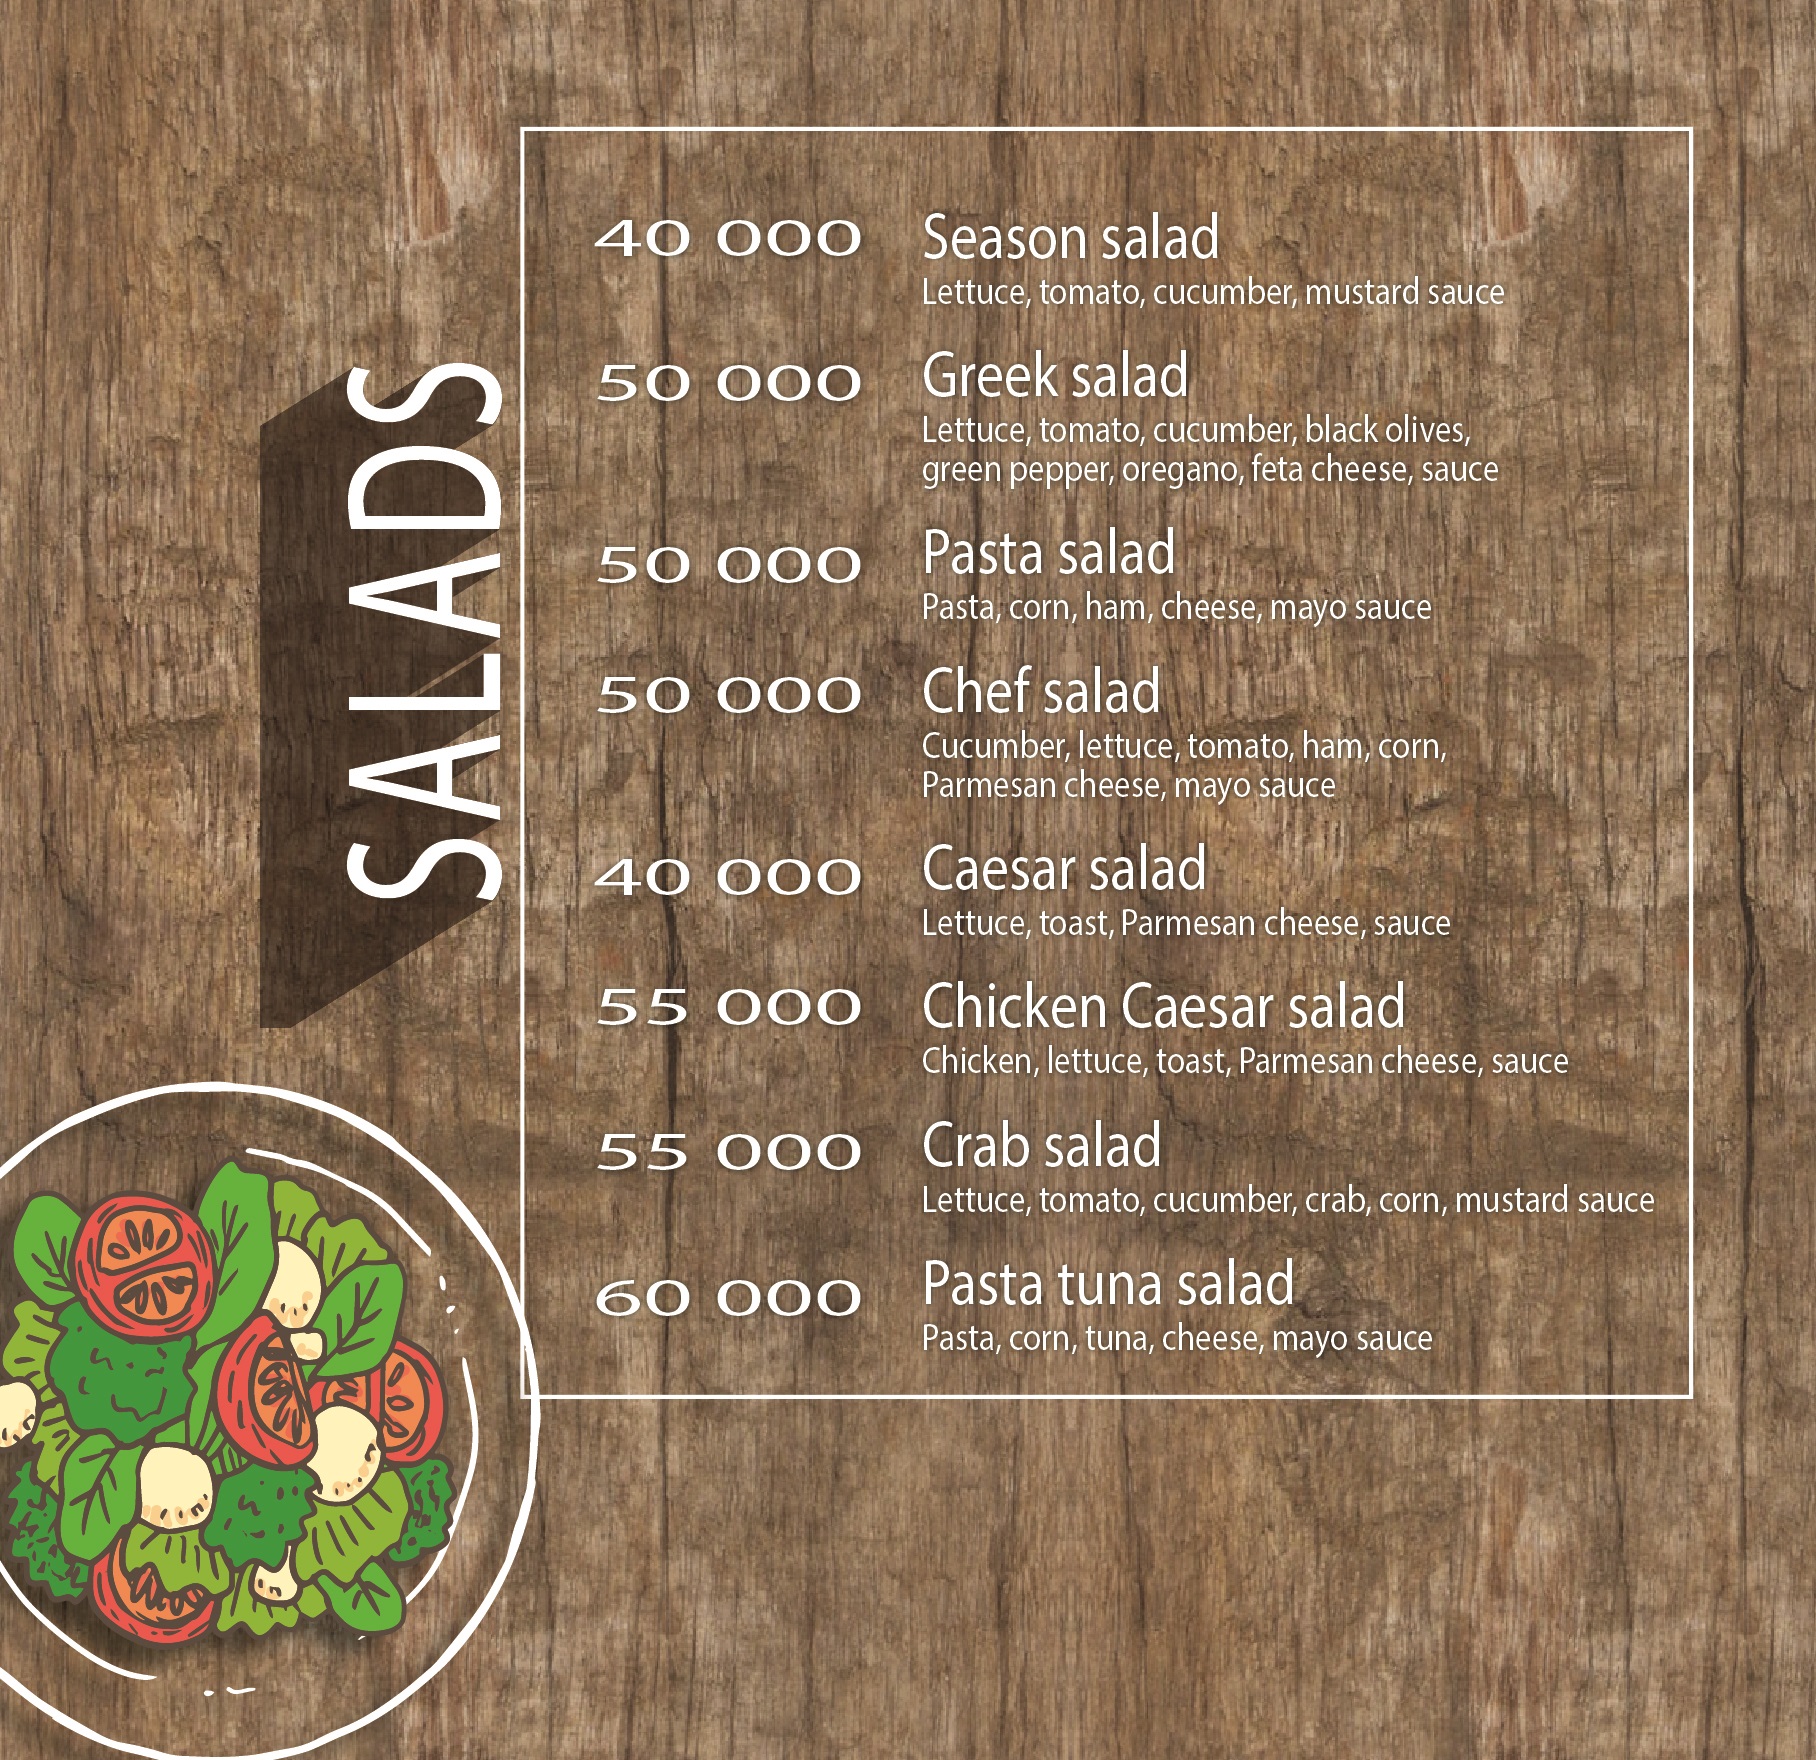 SALADS
40 000 Season salad
Lettuce, tomato, cucumber, mustard sauce
50 000 Greek salad
Lettuce, tomato, cucumber, black olives,
green pepper, oregano, feta cheese, sauce
50 000 Pasta salad
Pasta, corn, ham, cheese, mayo sauce
50 000 Chef salad
Cucumber, lettuce, tomato, ham, corn,
Parmesan cheese, mayo sauce
40 000 Caesar salad
Lettuce, toast, Parmesan cheese, sauce
55 000 Chicken Caesar salad
Chicken, lettuce, toast, Parmesan cheese, sauce
55 000 Crab salad
Lettuce, tomato, cucumber, crab, corn, mustard sauce
60 000 Pasta tuna salad
Pasta, corn, tuna, cheese, mayo sauce